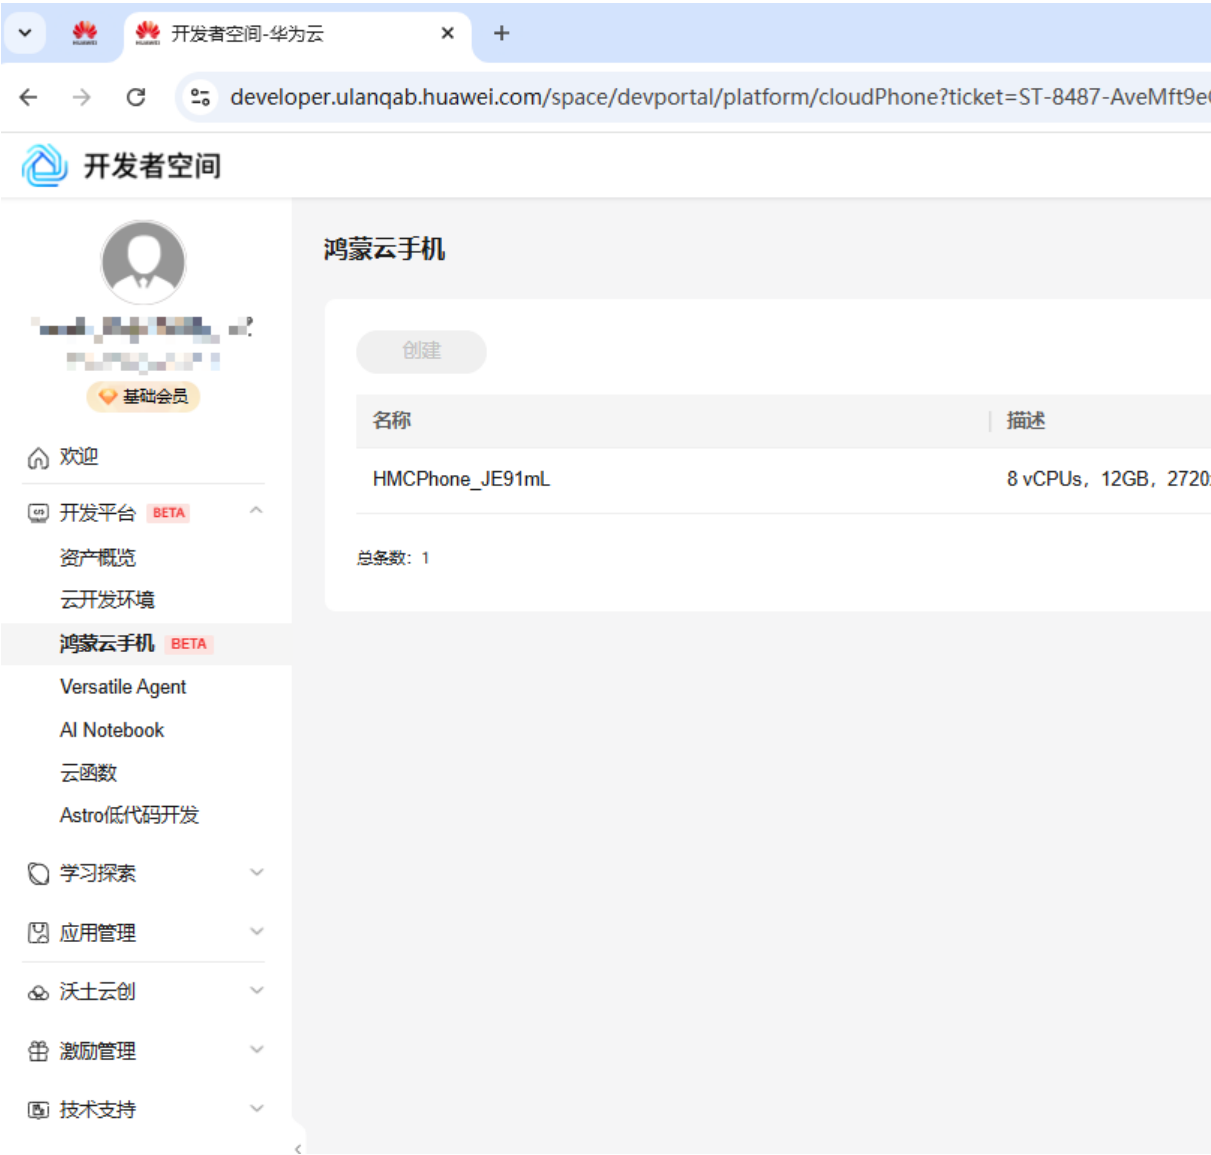 开发者空间-华为云
developer.ulanqab.huawei.com/space/devportal/platform/cloudPhone?ticket=ST-8487-AveMft9e
开发者空间
基础会员
欢迎
开发平台 BETA
资产概览
云开发环境
鸿蒙云手机 BETA
Versatile Agent
AI Notebook
云函数
Astro低代码开发
学习探索
应用管理
沃土云创
激励管理
技术支持
鸿蒙云手机
创建
名称 描述
HMCPhone_JE91mL 8 vCPUs, 12GB, 2720
总条数: 1